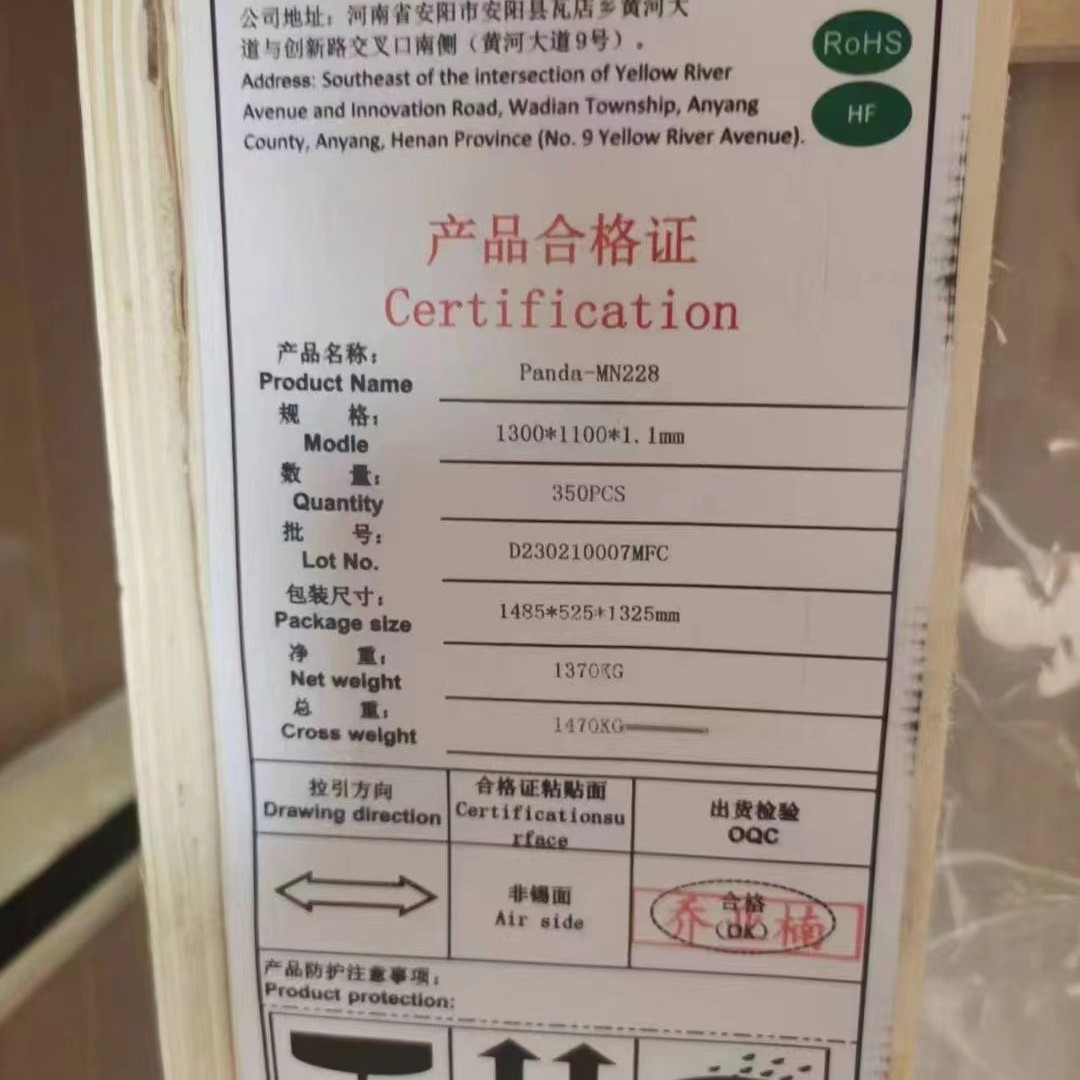 公司地址：河南省安阳市安阳县瓦店乡黄河大
道与创新路交叉口南侧（黄河大道9号）。
Address: Southeast of the intersection of Yellow River
Avenue and Innovation Road, Wadian Township, Anyang
County, Anyang, Henan Province (No. 9 Yellow River Avenue).
RoHS
HF
产品合格证
Certification
产品名称：
Product Name
Panda-MN228
规 格：
Modle
1300*1100*1.1mm
数 量：
Quantity
350PCS
批 号：
Lot No.
D230210007MFC
包装尺寸：
Package size
1485*525*1325mm
净 重：
Net weight
1370KG
总 重：
Cross weight
1470KG
拉引方向
Drawing direction
合格证粘贴面
Certificationsu
rface
出货检验
OQC
非锡面
Air side
合格
（OK）
产品防护注意事项：
Product protection: